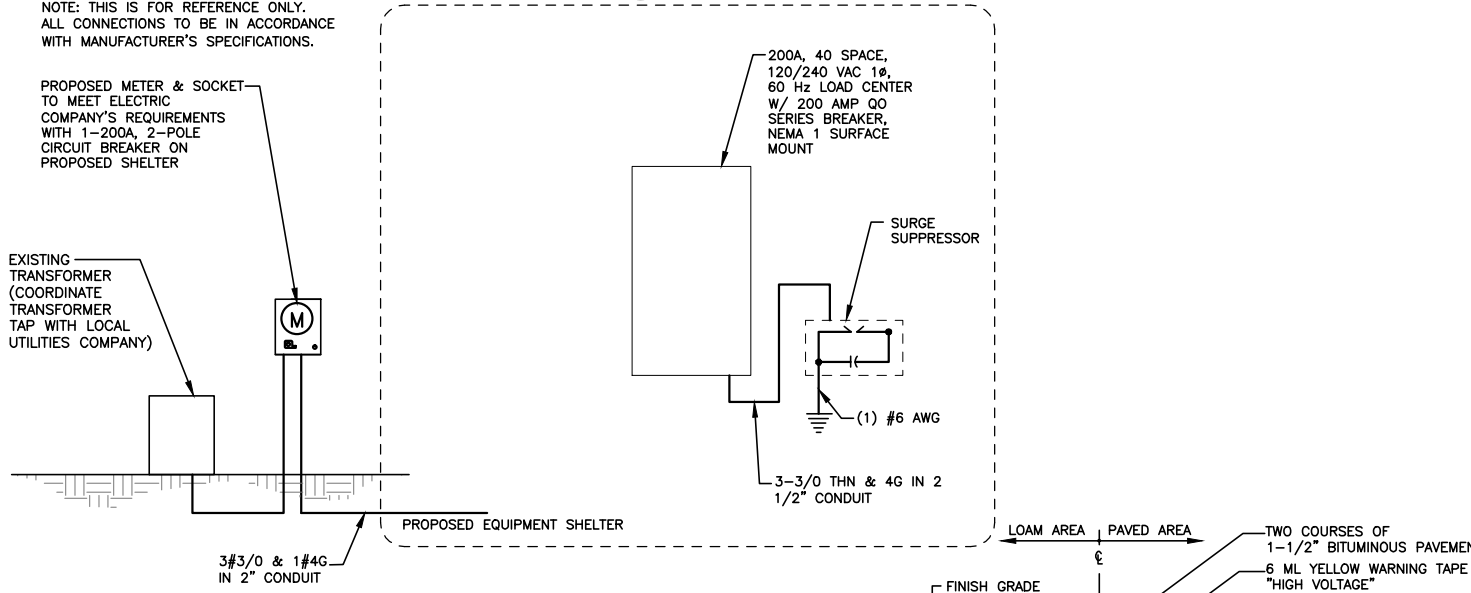 NOTE: THIS IS FOR REFERENCE ONLY.
ALL CONNECTIONS TO BE IN ACCORDANCE
WITH MANUFACTURER'S SPECIFICATIONS.
PROPOSED METER & SOCKET
TO MEET ELECTRIC
COMPANY'S REQUIREMENTS
WITH 1-200A, 2-POLE
CIRCUIT BREAKER ON
PROPOSED SHELTER
200A, 40 SPACE,
120/240 VAC 1ø,
60 Hz LOAD CENTER
W/ 200 AMP QO
SERIES BREAKER,
NEMA 1 SURFACE
MOUNT
SURGE
SUPPRESSOR
EXISTING
TRANSFORMER
(COORDINATE
TRANSFORMER
TAP WITH LOCAL
UTILITIES COMPANY)
M
(1) #6 AWG
3-3/0 THN & 4G IN 2
1/2" CONDUIT
PROPOSED EQUIPMENT SHELTER
3#3/0 & 1#4G
IN 2" CONDUIT
LOAM AREA PAVED AREA
℄
TWO COURSES OF
1-1/2" BITUMINOUS PAVEMEN
6 ML YELLOW WARNING TAPE
"HIGH VOLTAGE"
FINISH GRADE